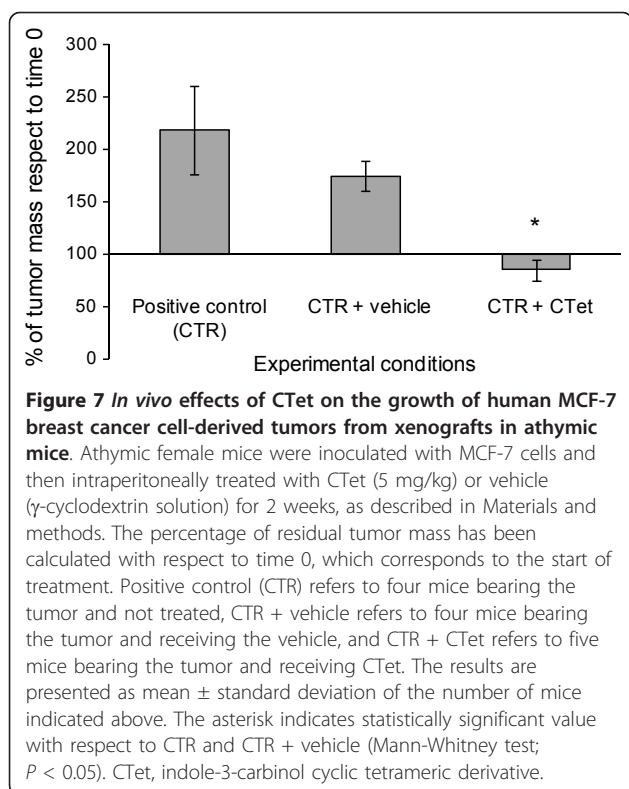 % of tumor mass respect to time 0
300
250
200
150
100
50
0
*
Positive control
(CTR)
CTR + vehicle
CTR + CTet
Experimental conditions
Figure 7 In vivo effects of CTet on the growth of human MCF-7
breast cancer cell-derived tumors from xenografts in athymic
mice. Athymic female mice were inoculated with MCF-7 cells and
then intraperitoneally treated with CTet (5 mg/kg) or vehicle
(γ-cyclodextrin solution) for 2 weeks, as described in Materials and
methods. The percentage of residual tumor mass has been
calculated with respect to time 0, which corresponds to the start of
treatment. Positive control (CTR) refers to four mice bearing the
tumor and not treated, CTR + vehicle refers to four mice bearing
the tumor and receiving the vehicle, and CTR + CTet refers to five
mice bearing the tumor and receiving CTet. The results are
presented as mean ± standard deviation of the number of mice
indicated above. The asterisk indicates statistically significant value
with respect to CTR and CTR + vehicle (Mann-Whitney test;
P < 0.05). CTet, indole-3-carbinol cyclic tetrameric derivative.